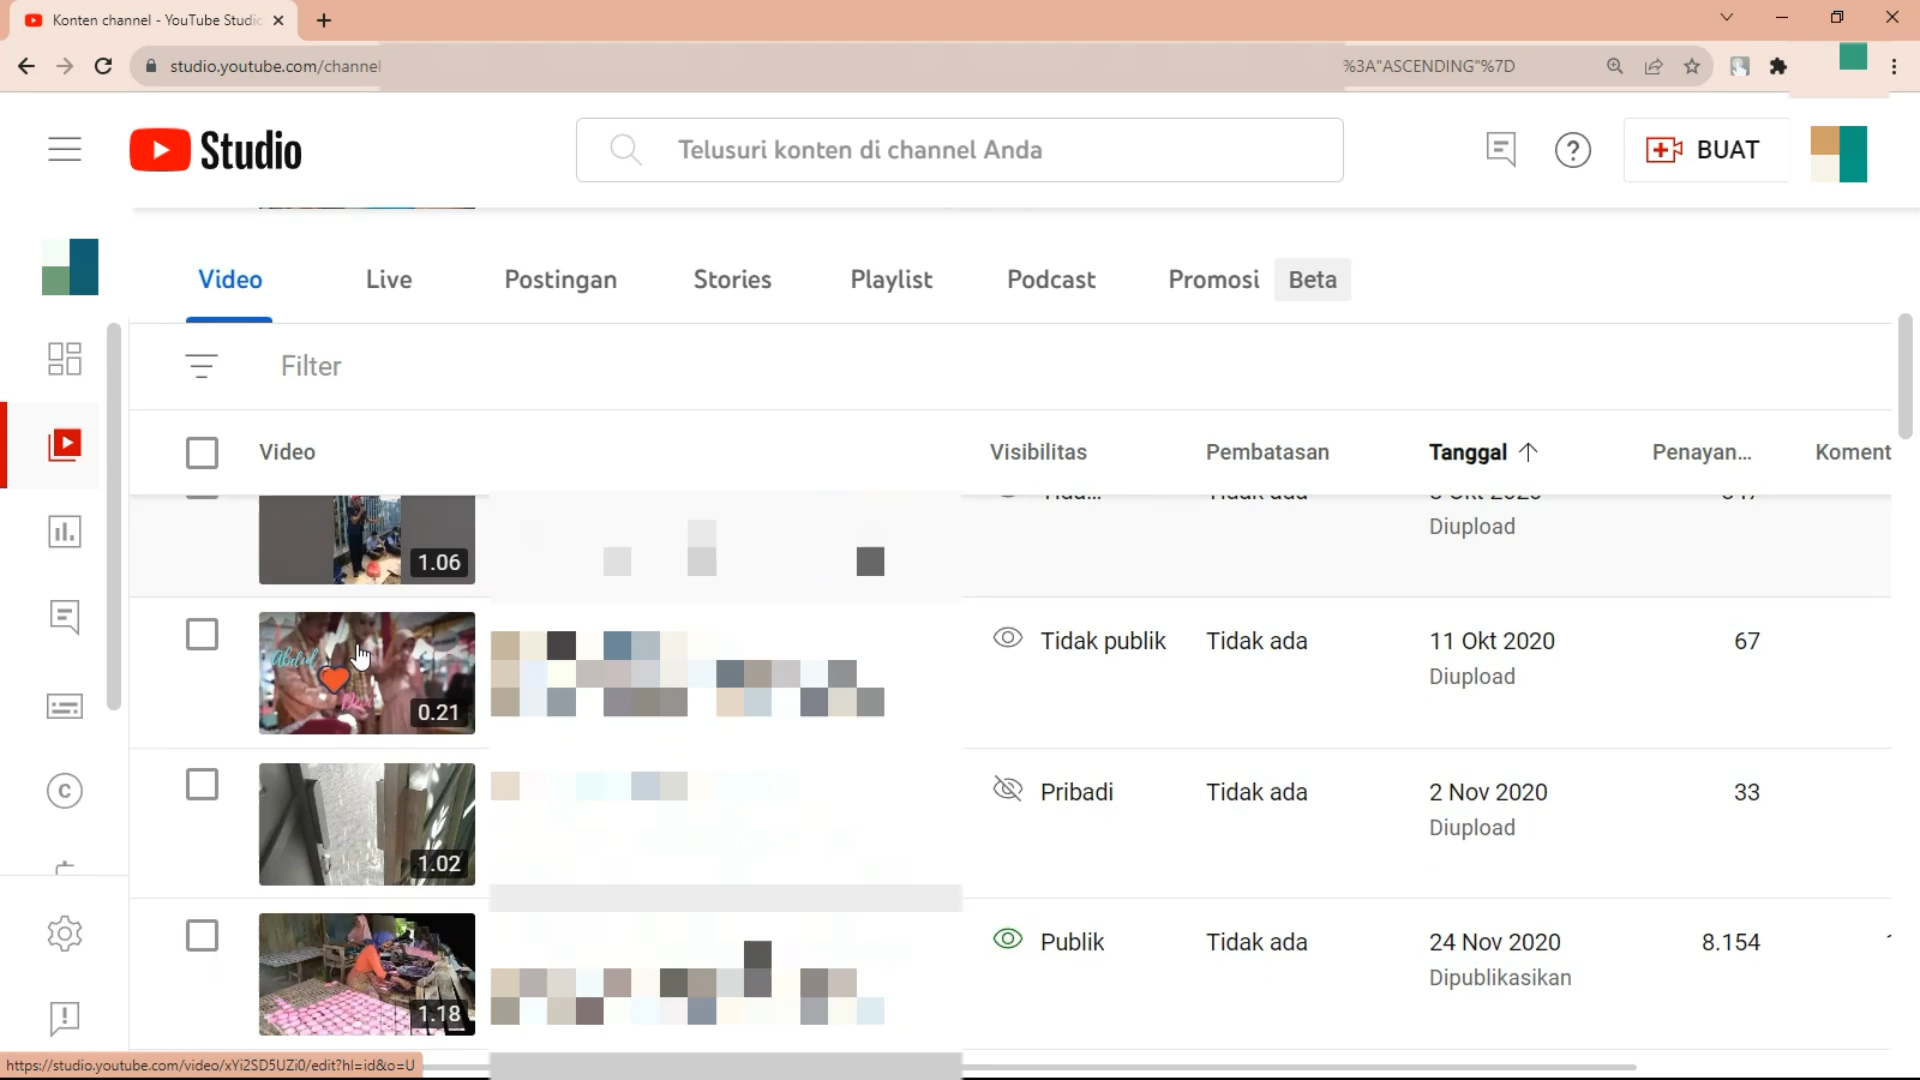 Konten channel - YouTube Studio
studio.youtube.com/channel
%3A"ASCENDING"%7D
Studio
Telusuri konten di channel Anda
BUAT
Video
Live
Postingan
Stories
Playlist
Podcast
Promosi
Beta
Filter
Video
Visibilitas
Pembatasan
Tanggal
Penayan...
Koment
1.06
Diupload
Abdul
0.21
Tidak publik
Tidak ada
11 Okt 2020
67
Diupload
1.02
Pribadi
Tidak ada
2 Nov 2020
33
Diupload
1.18
Publik
Tidak ada
24 Nov 2020
8.154
Dipublikasikan
https://studio.youtube.com/video/xYi2SD5UZi0/edit?hl=id&o=U